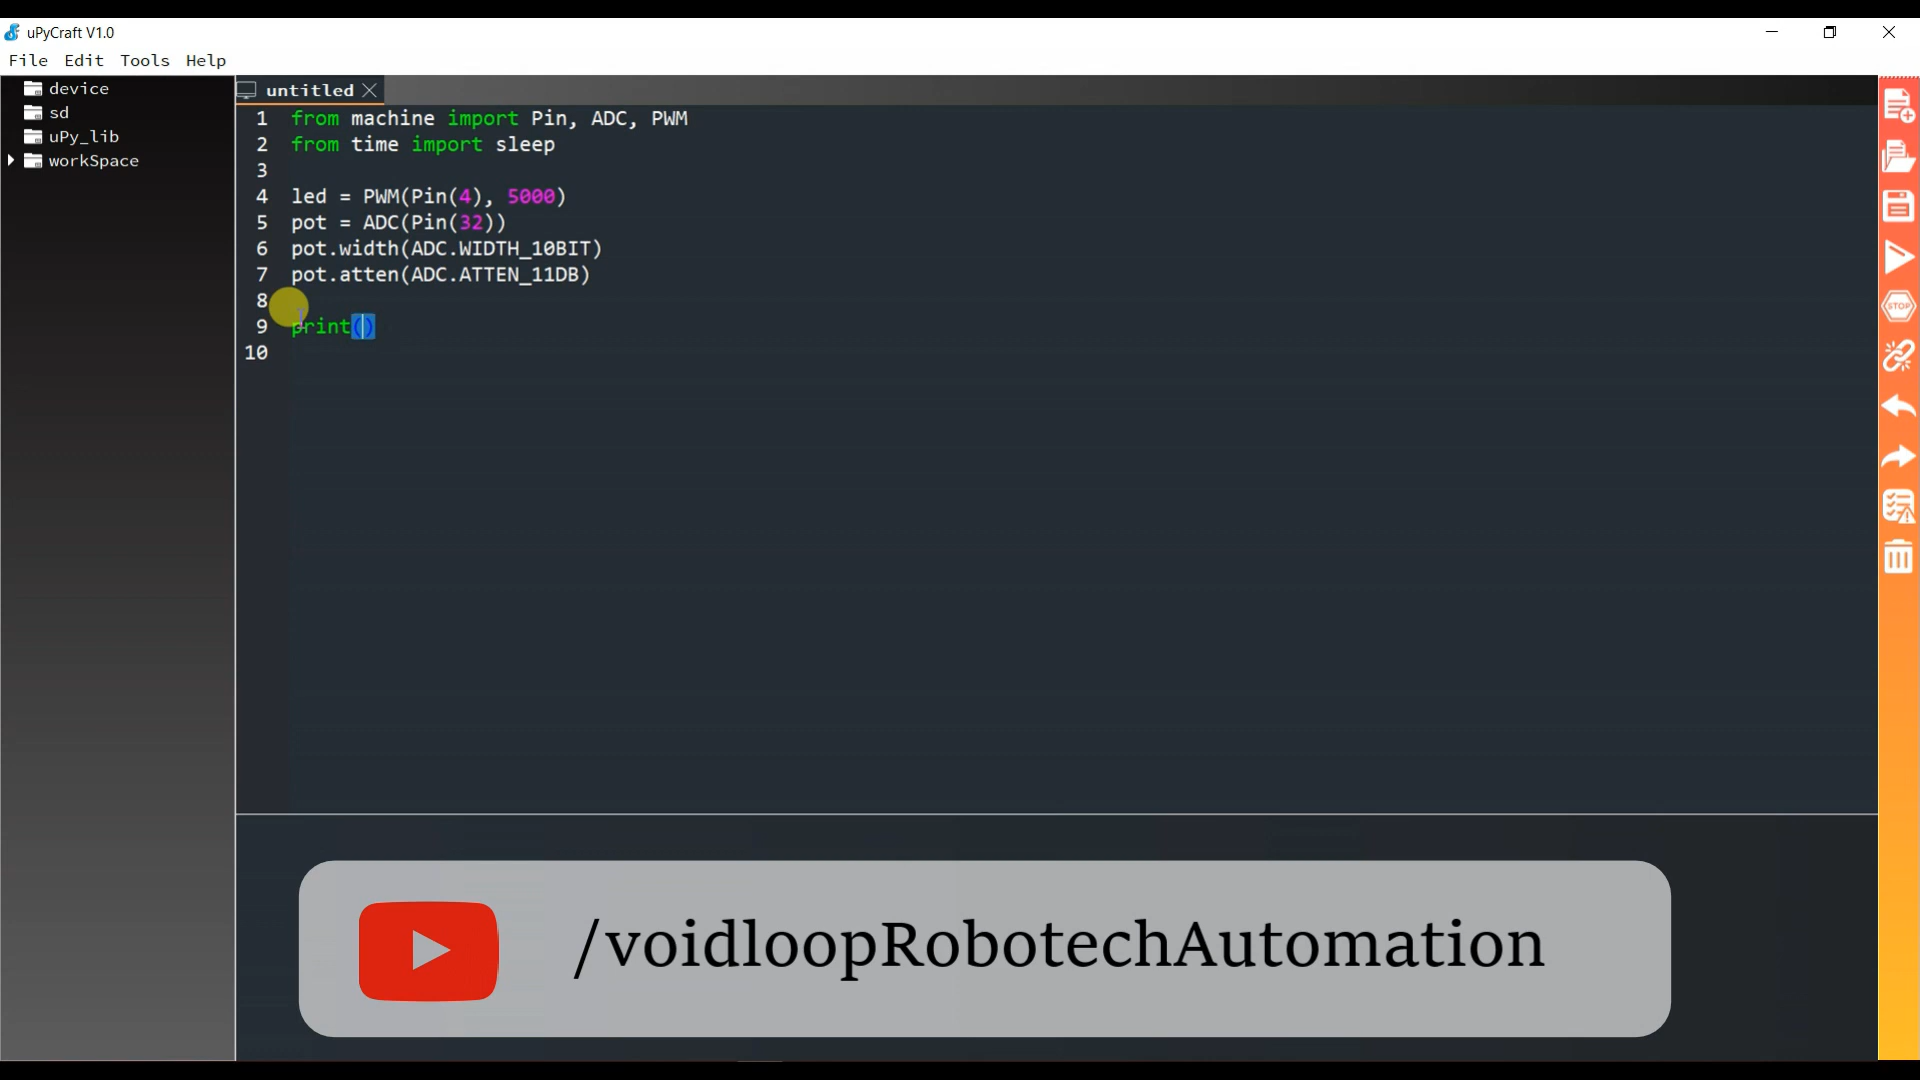 uPyCraft V1.0
File Edit Tools Help
device
sd
uPy_lib
workSpace
untitled
1 from machine import Pin, ADC, PWM
2 from time import sleep
3
4 led = PWM(Pin(4), 5000)
5 pot = ADC(Pin(32))
6 pot.width(ADC.WIDTH_10BIT)
7 pot.atten(ADC.ATTEN_11DB)
8
9 print()
10
STOP
/voidloopRobotechAutomation